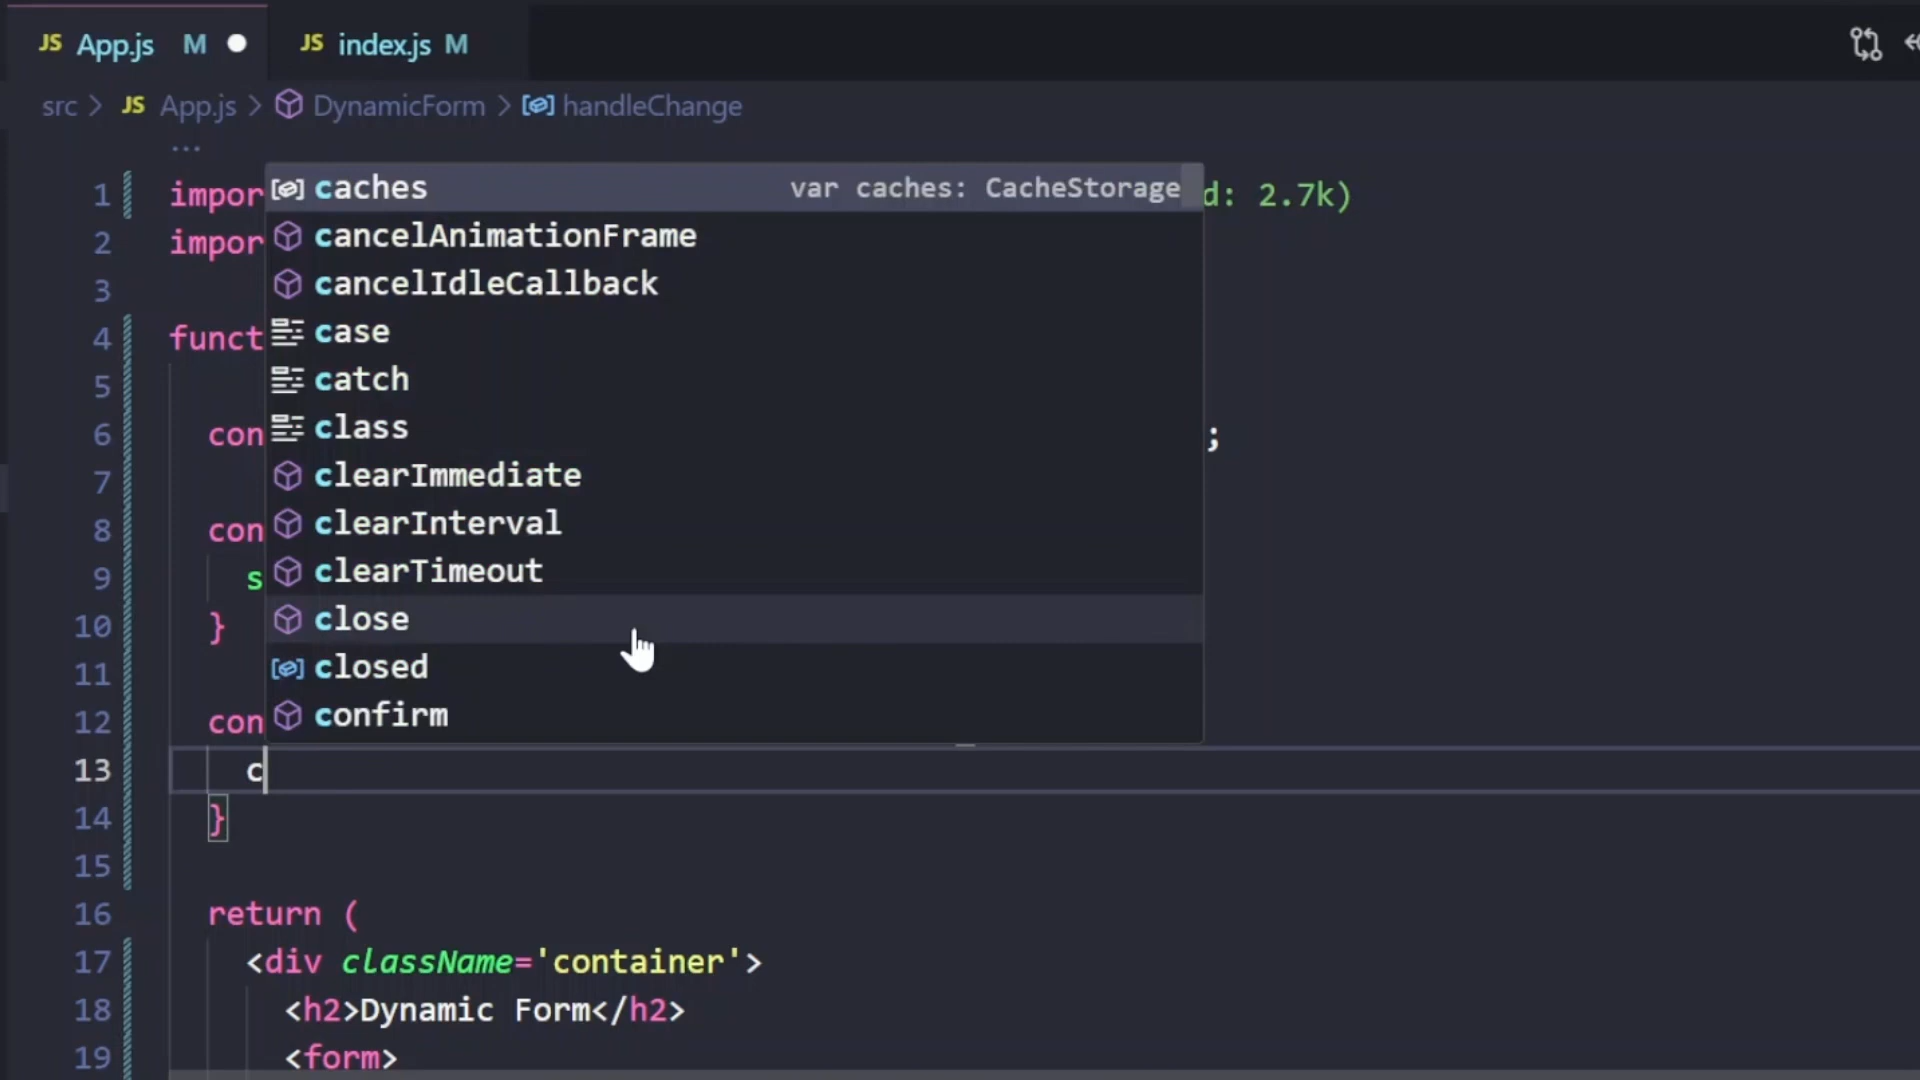 JS App.js M JS index.js M
src > JS App.js > DynamicForm > handleChange
...
1 impor d: 2.7k)
2 impor
3
4 funct
5
6 con ;
7
8 con
9 s
10 }
11
12 con
caches var caches: CacheStorage
cancelAnimationFrame
cancelIdleCallback
case
catch
class
clearImmediate
clearInterval
clearTimeout
close
closed
confirm
13 c
14 }
15
16 return (
17 <div className='container'>
18 <h2>Dynamic Form</h2>
19 <form>